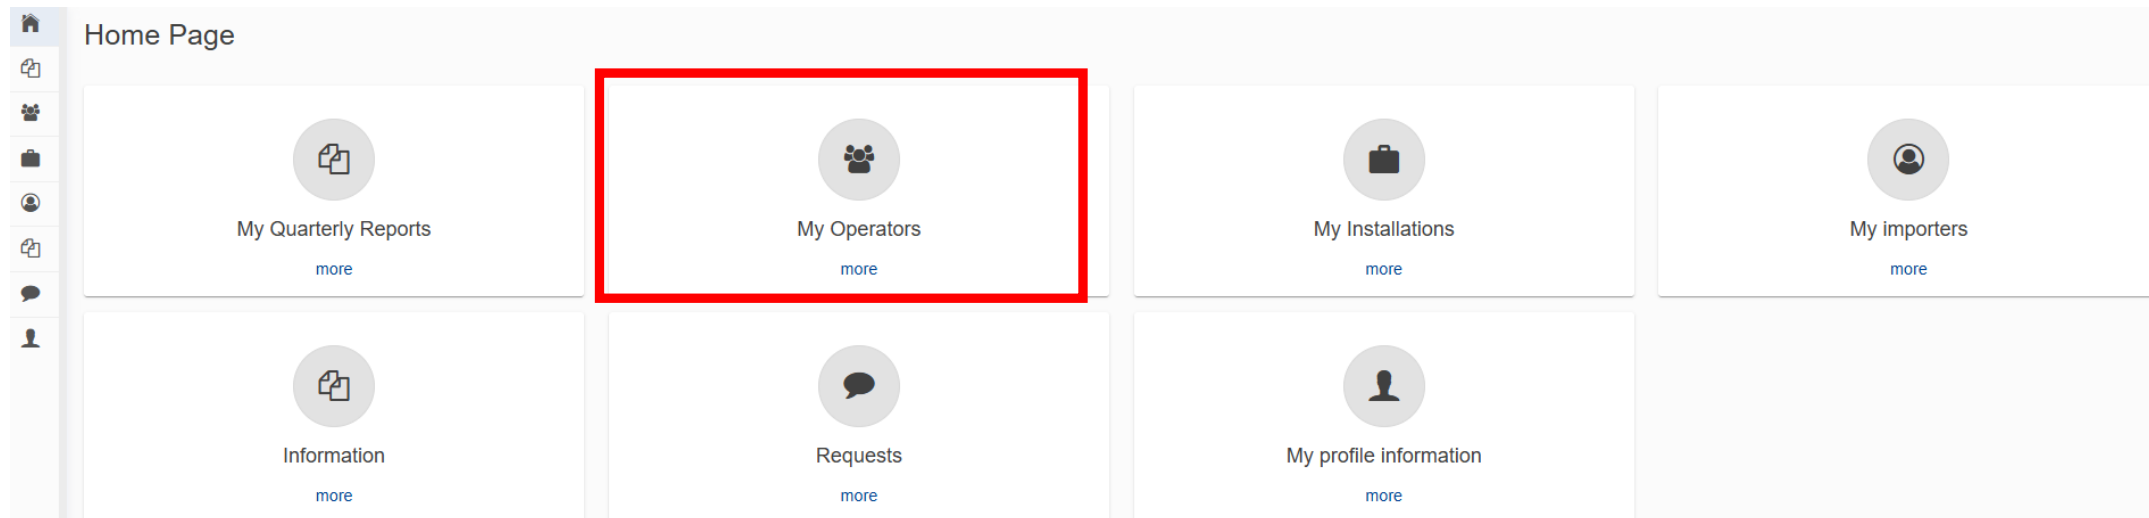 Home Page
My Quarterly Reports
more
My Operators
more
My Installations
more
My importers
more
Information
more
Requests
more
My profile information
more